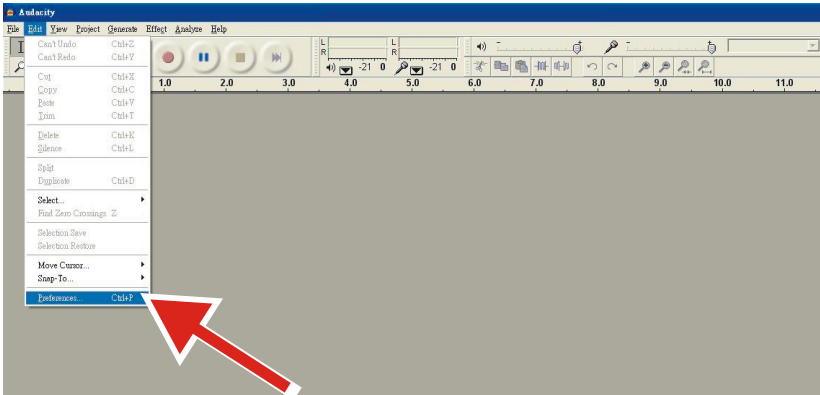 Audacity
File Edit View Project Generate Effect Analyze Help
Can't Undo Ctrl+Z
Can't Redo Ctrl+Y
Cut Ctrl+X
Copy Ctrl+C
Paste Ctrl+V
Trim Ctrl+T
Delete Ctrl+K
Silence Ctrl+L
Split
Duplicate Ctrl+D
Select...
Find Zero Crossings Z
Selection Save
Selection Restore
Move Cursor...
Snap-To...
Preferences... Ctrl+P
L L
R R
-21 0 -21 0
1.0 2.0 3.0 4.0 5.0 6.0 7.0 8.0 9.0 10.0 11.0